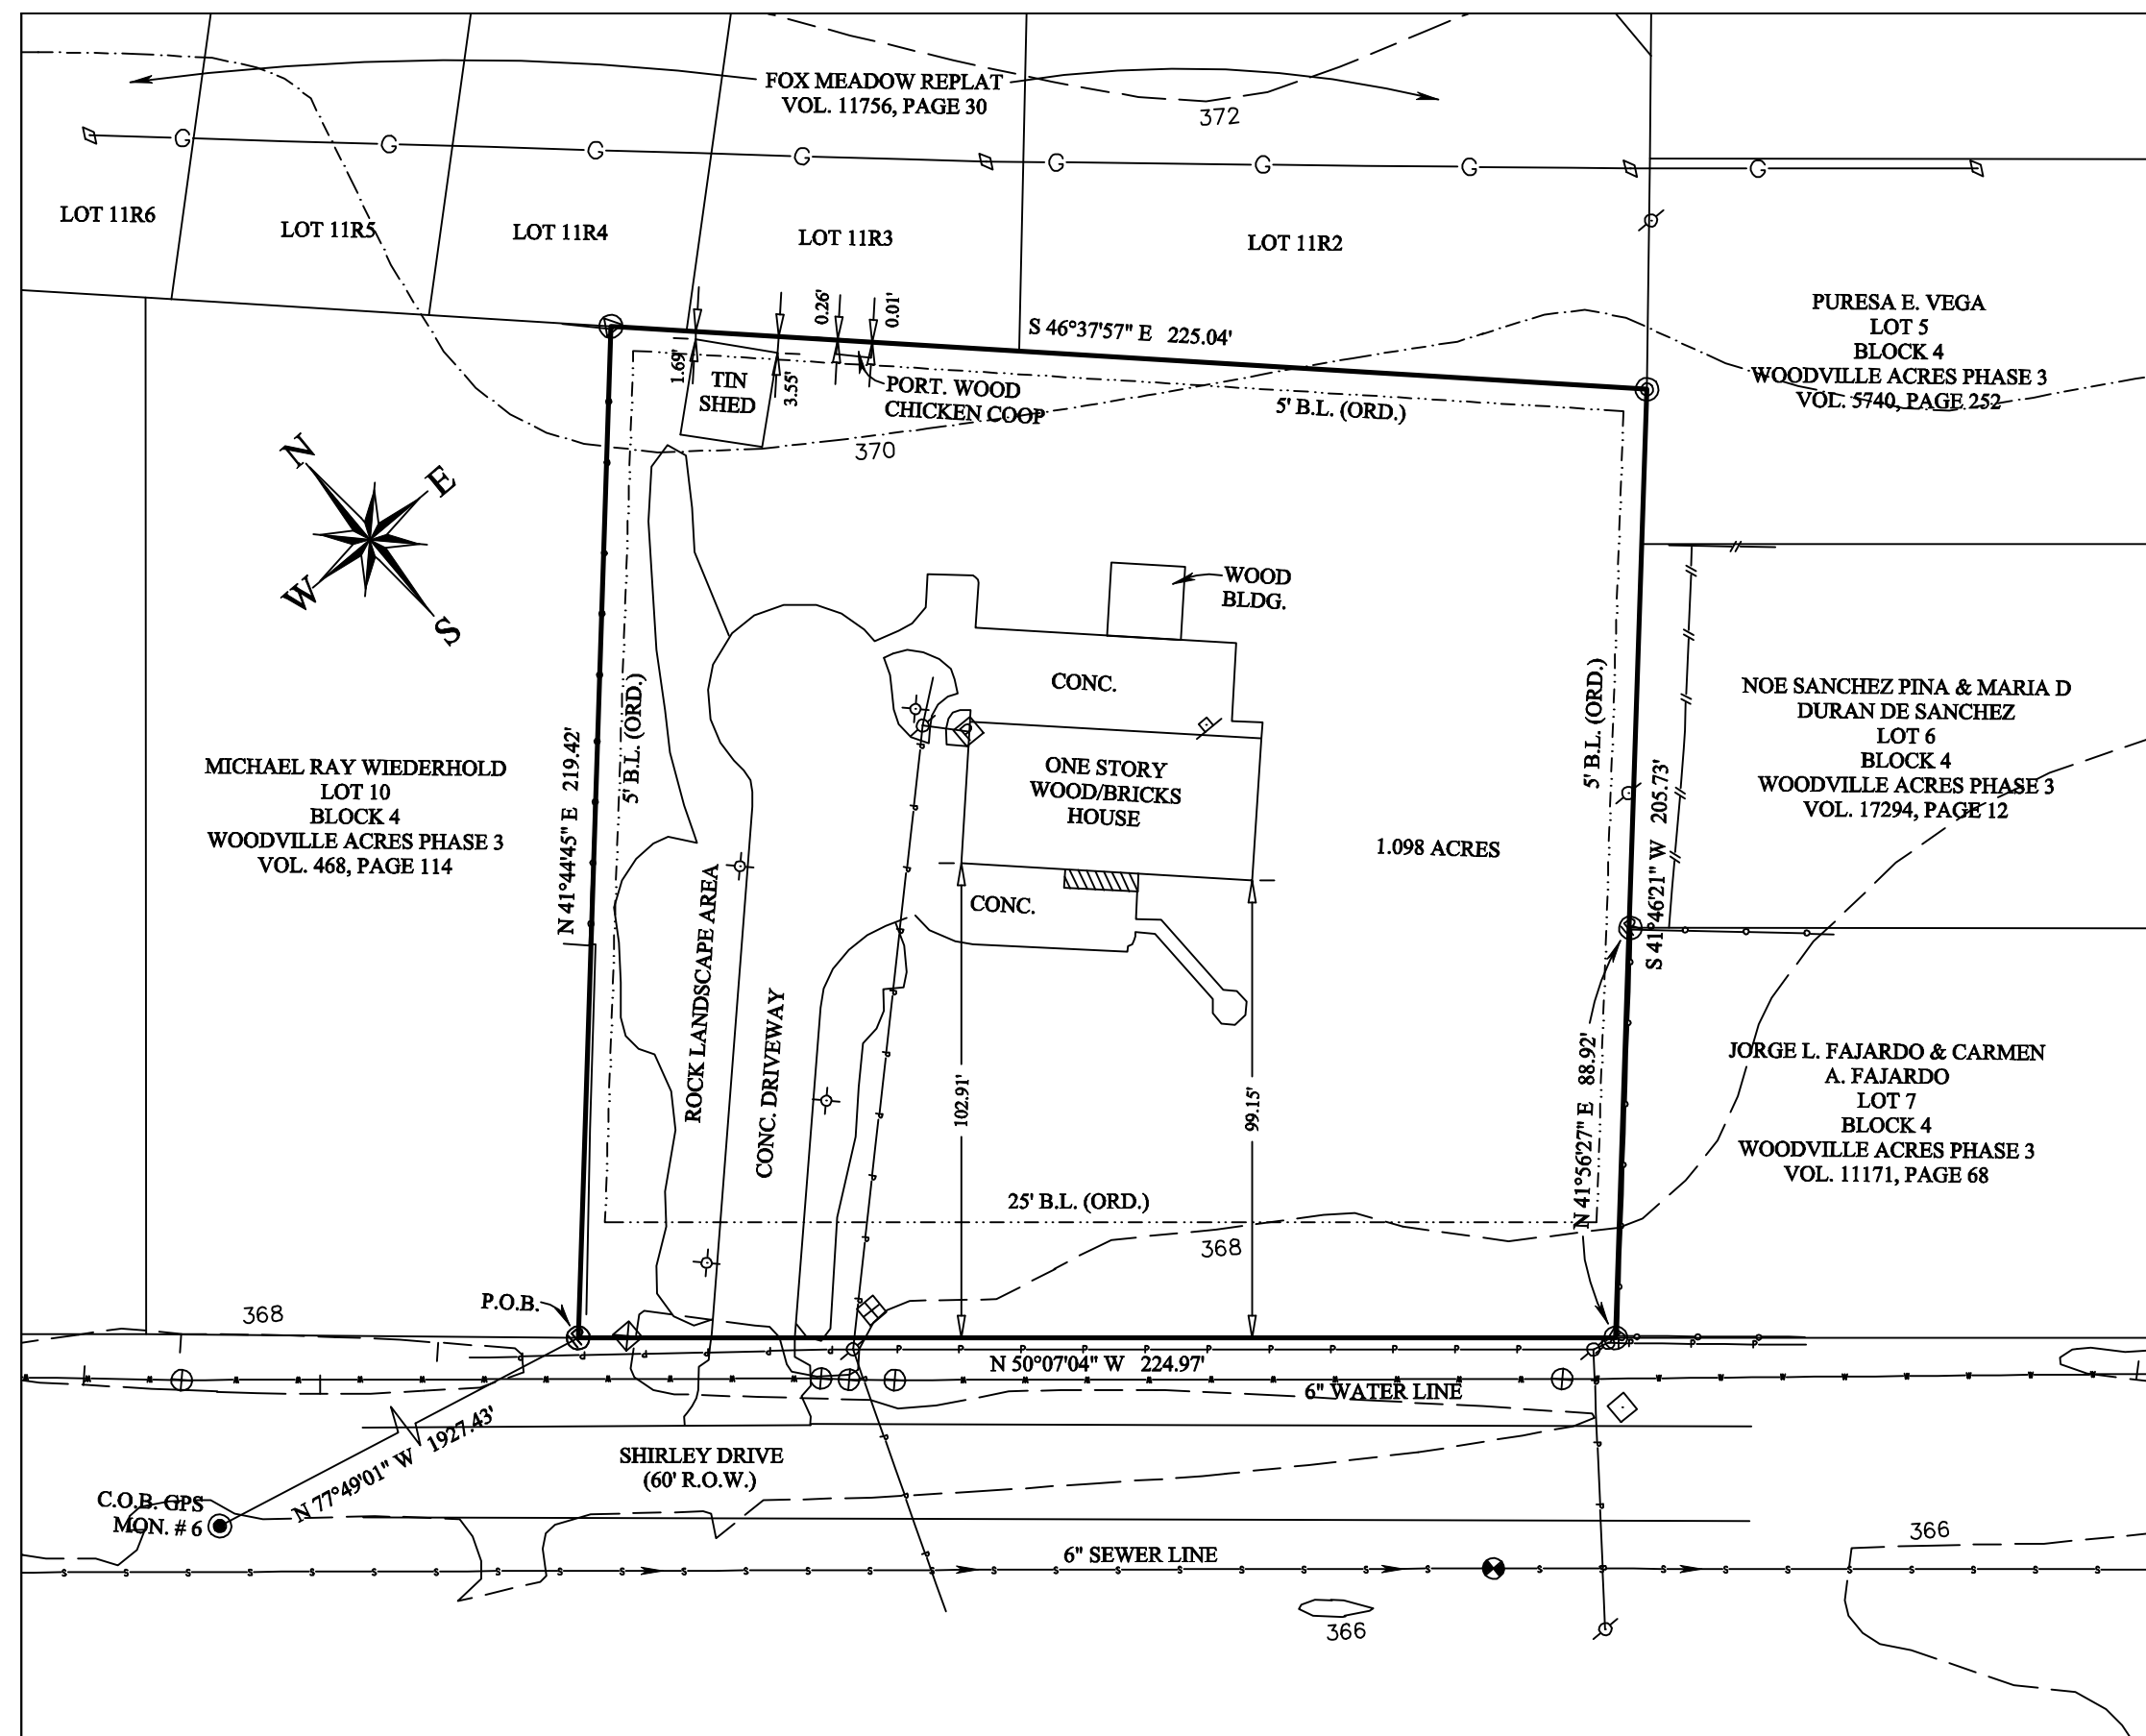 FOX MEADOW REPLAT
VOL. 11756, PAGE 30
372
G G G G G G G G
LOT 11R6
LOT 11R5
LOT 11R4
LOT 11R3
LOT 11R2
PURESA E. VEGA
LOT 5
BLOCK 4
WOODVILLE ACRES PHASE 3
VOL. 5740, PAGE 252
0.26'
0.01'
S 46°37'57" E 225.04'
1.69'
TIN
SHED
3.55'
PORT. WOOD
CHICKEN COOP
5' B.L. (ORD.)
370
N
E
W
S
WOOD
BLDG.
CONC.
5' B.L. (ORD.)
5' B.L. (ORD.)
NOE SANCHEZ PINA & MARIA D
DURAN DE SANCHEZ
LOT 6
BLOCK 4
WOODVILLE ACRES PHASE 3
VOL. 17294, PAGE 12
MICHAEL RAY WIEDERHOLD
LOT 10
BLOCK 4
WOODVILLE ACRES PHASE 3
VOL. 468, PAGE 114
N 41°44'45" E 219.42'
ONE STORY
WOOD/BRICKS
HOUSE
1.098 ACRES
S 41°46'21" W 205.73'
CONC.
ROCK LANDSCAPE AREA
CONC. DRIVEWAY
102.91'
99.15'
N 41°56'27" E 88.92'
JORGE L. FAJARDO & CARMEN
A. FAJARDO
LOT 7
BLOCK 4
WOODVILLE ACRES PHASE 3
VOL. 11171, PAGE 68
25' B.L. (ORD.)
368
P.O.B.
368
N 50°07'04" W 224.97'
6" WATER LINE
N 77°49'01" W 1927.43'
SHIRLEY DRIVE
(60' R.O.W.)
C.O.B. GPS
MON. # 6
6" SEWER LINE
366
366